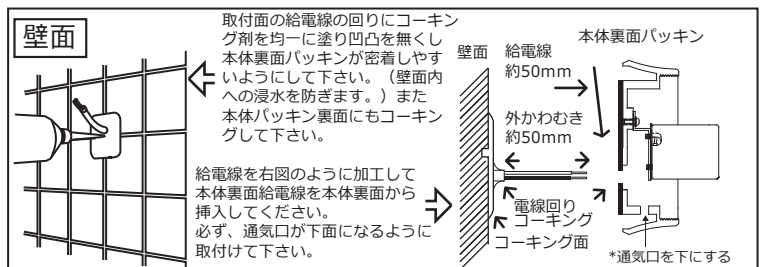 壁面
取付面の給電線の回りにコーキン
グ剤を均一に塗り凹凸を無くし
本体裏面パッキンが密着しやす
いようにして下さい。（壁面内
への浸水を防ぎます。）また
本体パッキン裏面にもコーキン
グして下さい。
給電線を右図のように加工して
本体裏面給電線を本体裏面から
挿入してください。
必ず、通気口が下面になるように
取付けて下さい。
壁面
給電線
約50mm
本体裏面パッキン
外かわむき
約50mm
電線回り
コーキング
コーキング面
*通気口を下にする